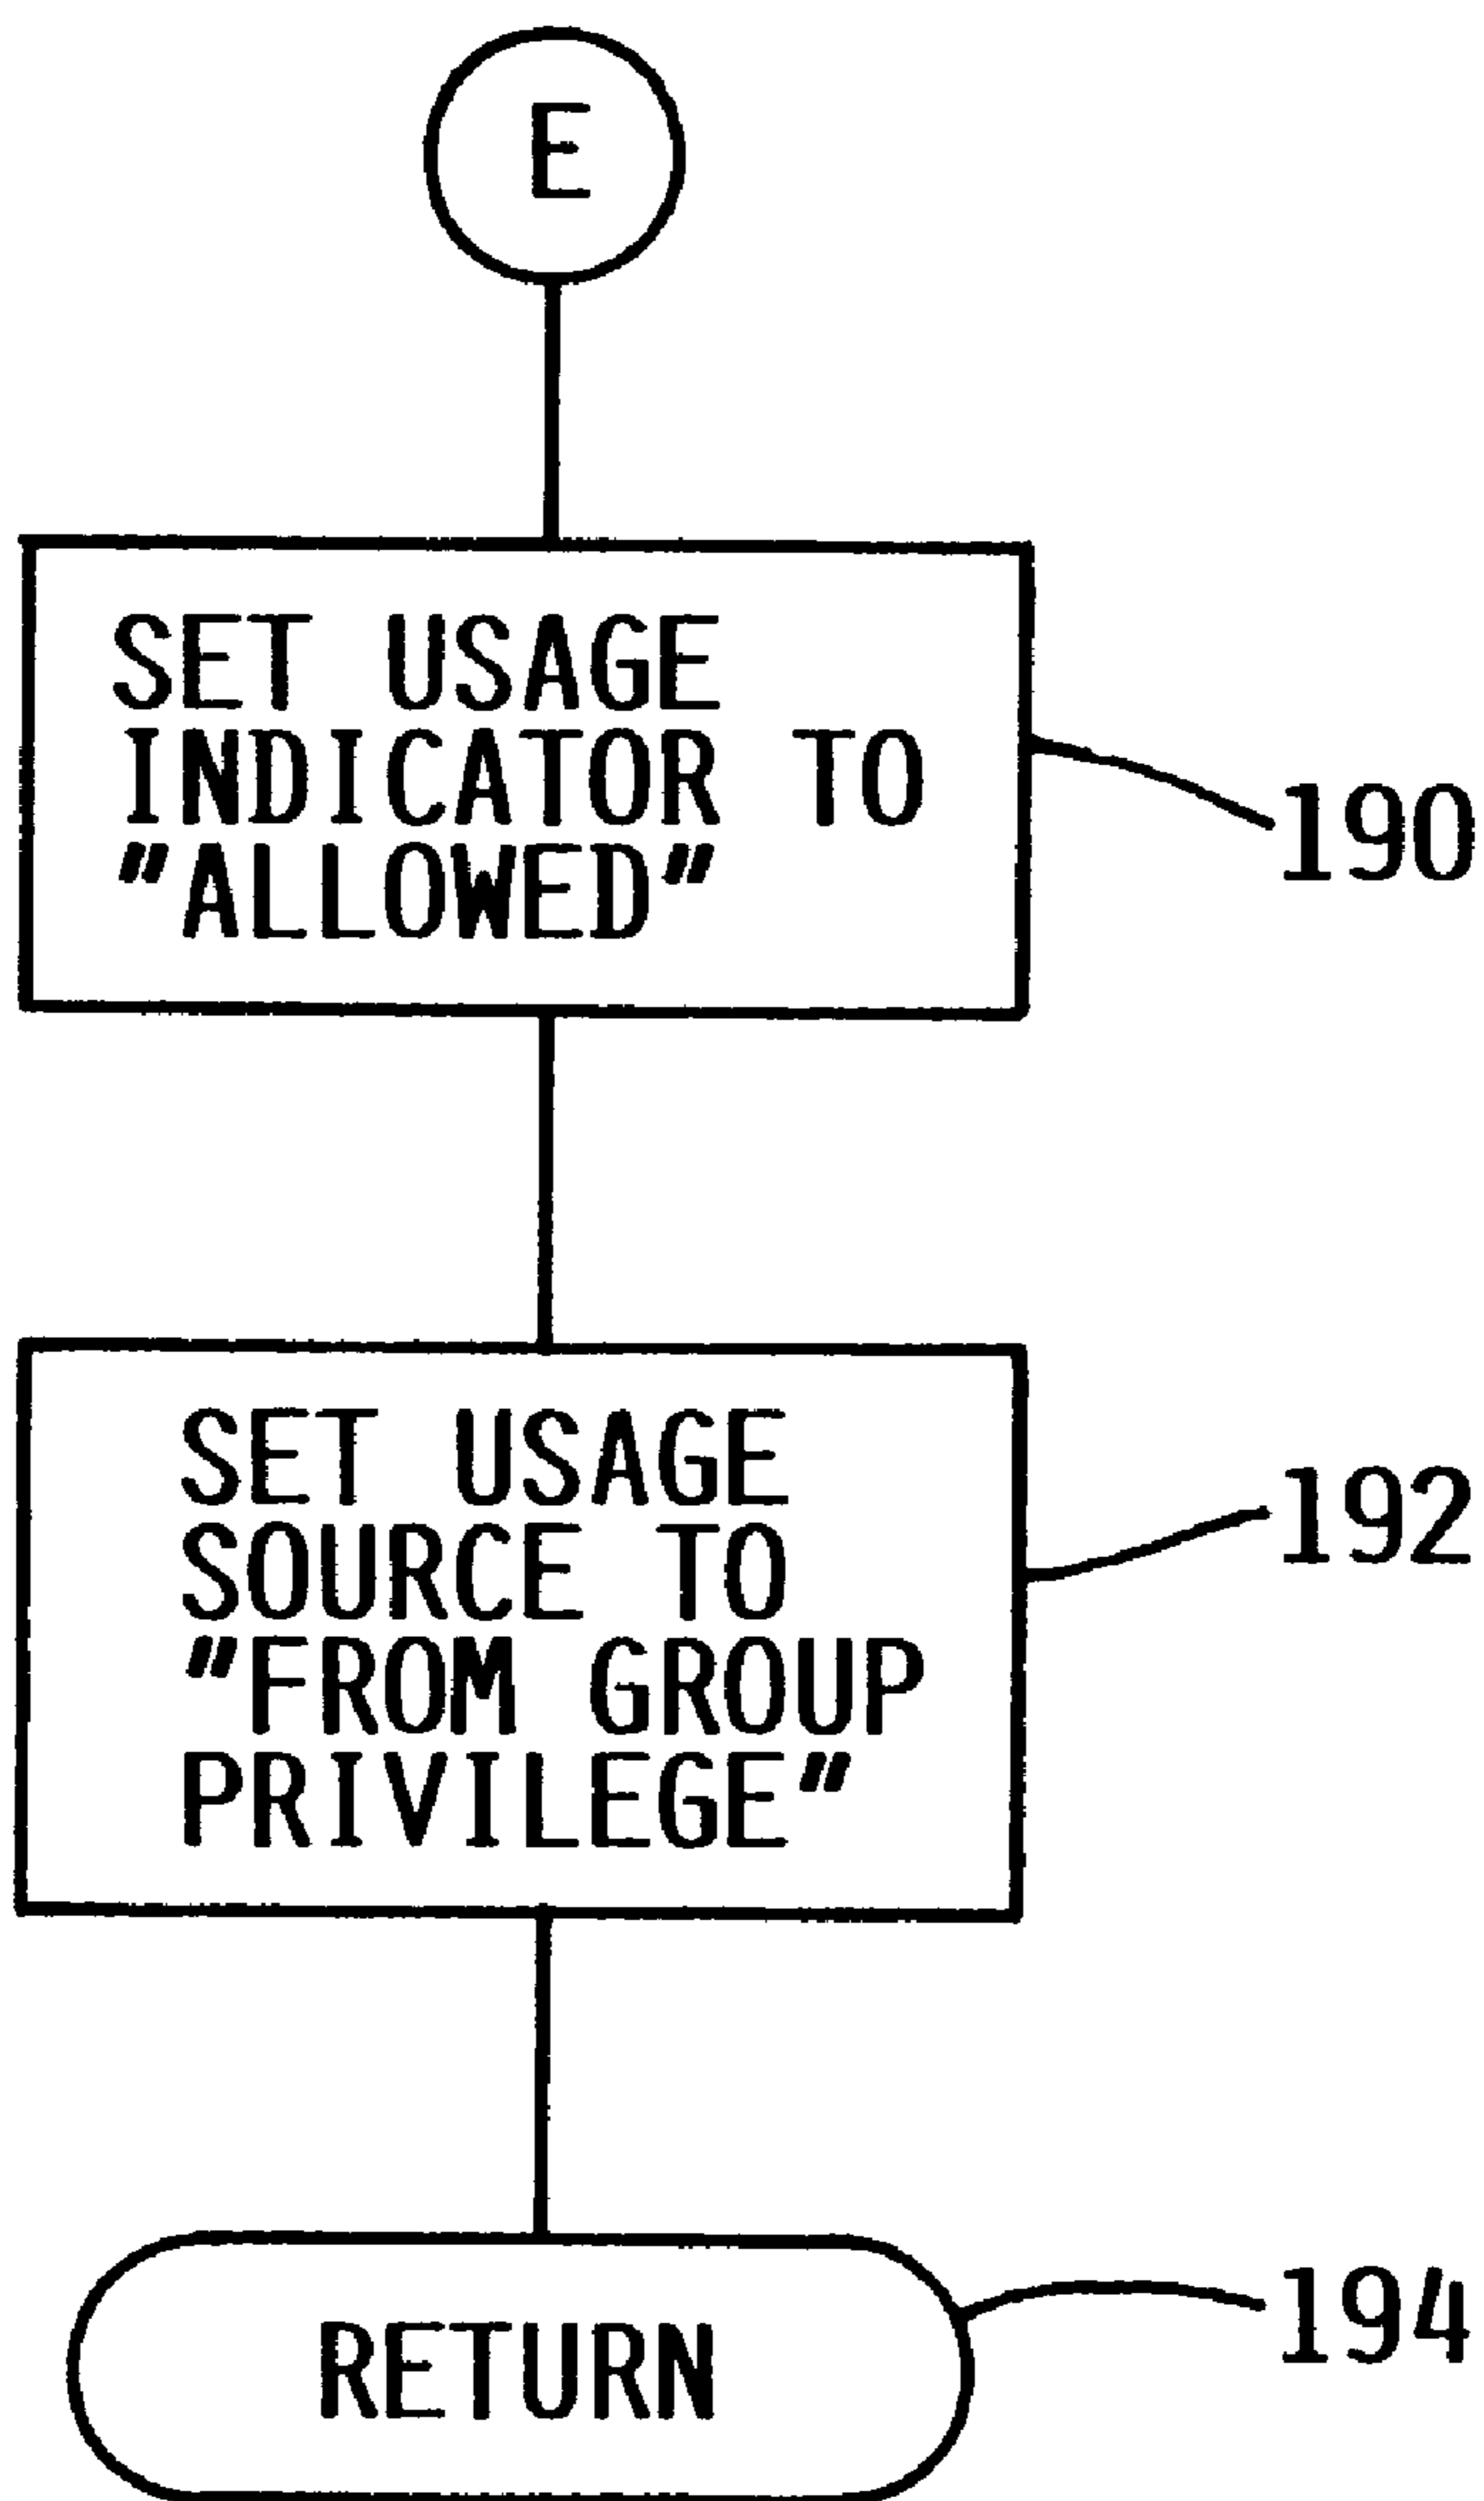 E
SET USAGE
INDICATOR TO
"ALLOWED"
190
SET USAGE
SOURCE TO
"FROM GROUP
PRIVILEGE"
192
RETURN
194